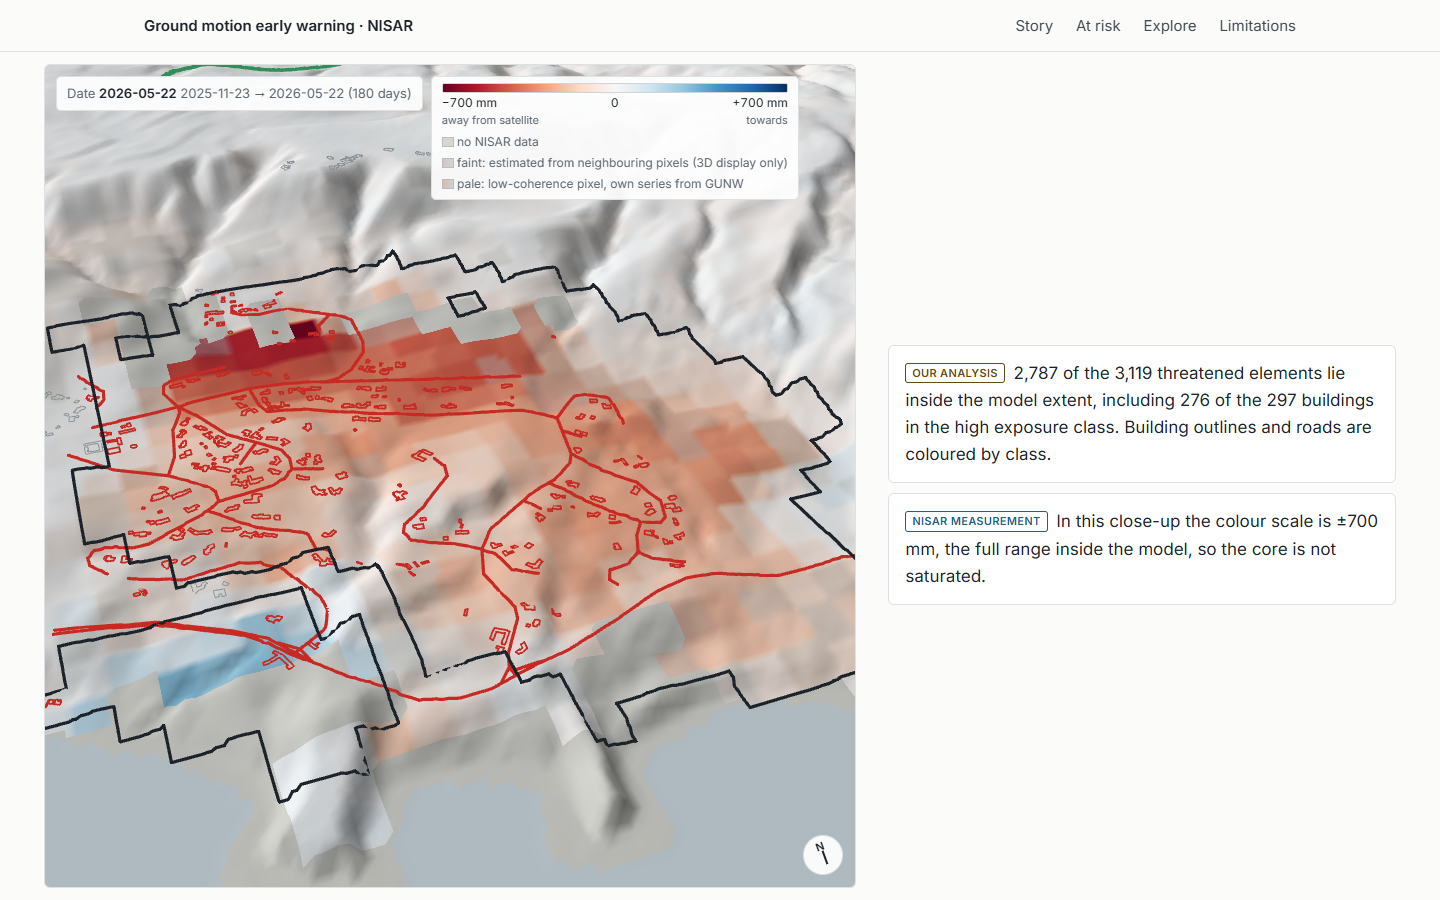 Ground motion early warning · NISAR
Story At risk Explore Limitations
Date 2026-05-22 2025-11-23 → 2026-05-22 (180 days)
−700 mm 0 +700 mm
away from satellite towards
no NISAR data
faint: estimated from neighbouring pixels (3D display only)
pale: low-coherence pixel, own series from GUNW
OUR ANALYSIS 2,787 of the 3,119 threatened elements lie
inside the model extent, including 276 of the 297 buildings
in the high exposure class. Building outlines and roads are
coloured by class.
NISAR MEASUREMENT In this close-up the colour scale is ±700
mm, the full range inside the model, so the core is not
saturated.
N